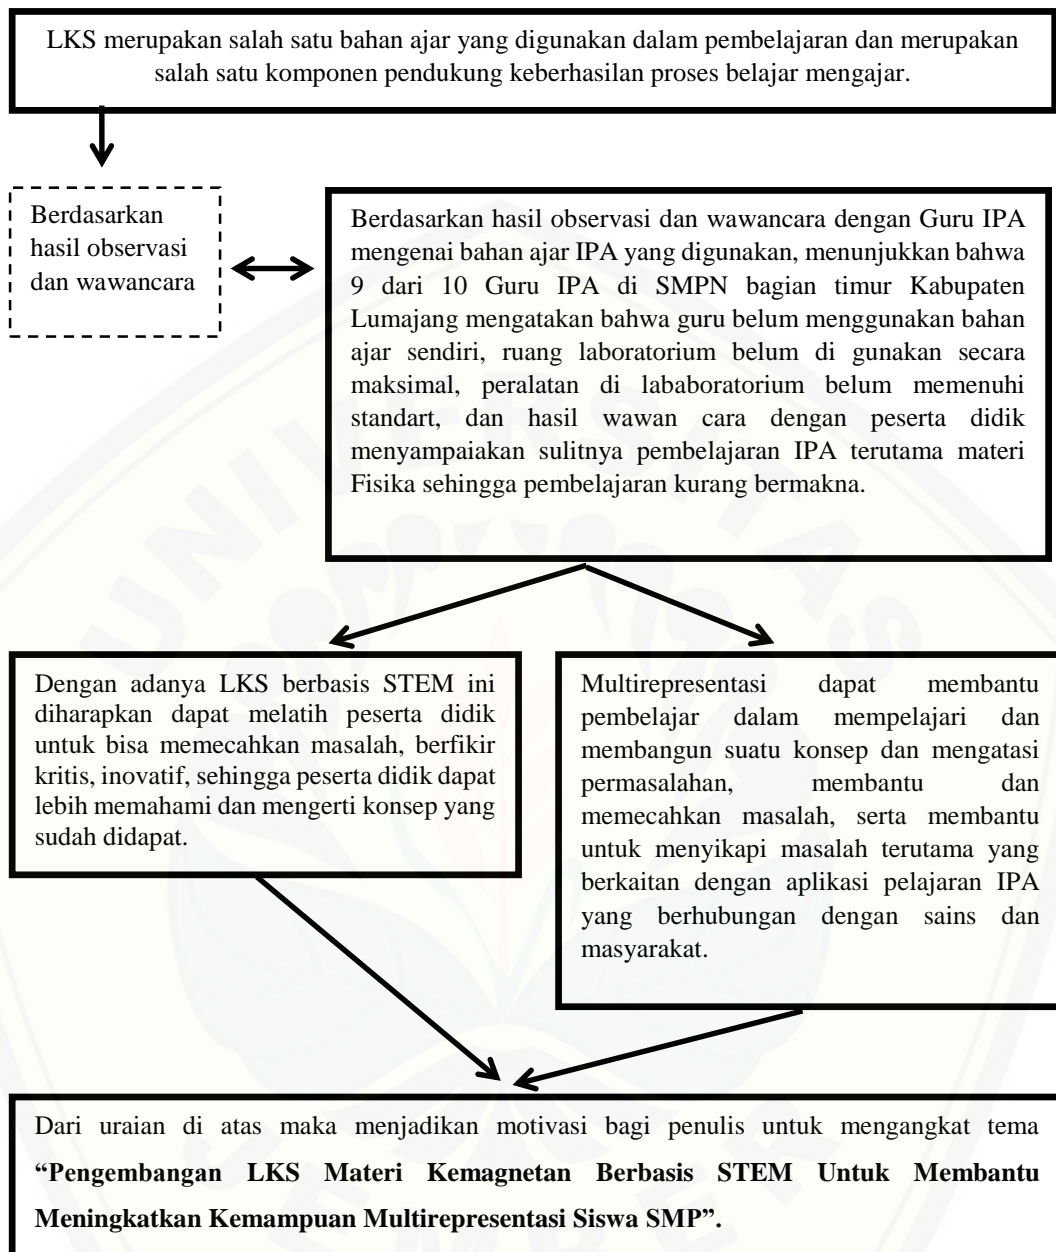 LKS merupakan salah satu bahan ajar yang digunakan dalam pembelajaran dan merupakan
salah satu komponen pendukung keberhasilan proses belajar mengajar.
Berdasarkan
hasil observasi
dan wawancara
Berdasarkan hasil observasi dan wawancara dengan Guru IPA
mengenai bahan ajar IPA yang digunakan, menunjukkan bahwa
9 dari 10 Guru IPA di SMPN bagian timur Kabupaten
Lumajang mengatakan bahwa guru belum menggunakan bahan
ajar sendiri, ruang laboratorium belum di gunakan secara
maksimal, peralatan di lababoratorium belum memenuhi
standart, dan hasil wawan cara dengan peserta didik
menyampaiakan sulitnya pembelajaran IPA terutama materi
Fisika sehingga pembelajaran kurang bermakna.
Dengan adanya LKS berbasis STEM ini
diharapkan dapat melatih peserta didik
untuk bisa memecahkan masalah, berfikir
kritis, inovatif, sehingga peserta didik dapat
lebih memahami dan mengerti konsep yang
sudah didapat.
Multirepresentasi dapat membantu
pembelajar dalam mempelajari dan
membangun suatu konsep dan mengatasi
permasalahan, membantu dan
memecahkan masalah, serta membantu
untuk menyikapi masalah terutama yang
berkaitan dengan aplikasi pelajaran IPA
yang berhubungan dengan sains dan
masyarakat.
Dari uraian di atas maka menjadikan motivasi bagi penulis untuk mengangkat tema
“Pengembangan LKS Materi Kemagnetan Berbasis STEM Untuk Membantu
Meningkatkan Kemampuan Multirepresentasi Siswa SMP”.
UNIVERSITAS
JEMBER